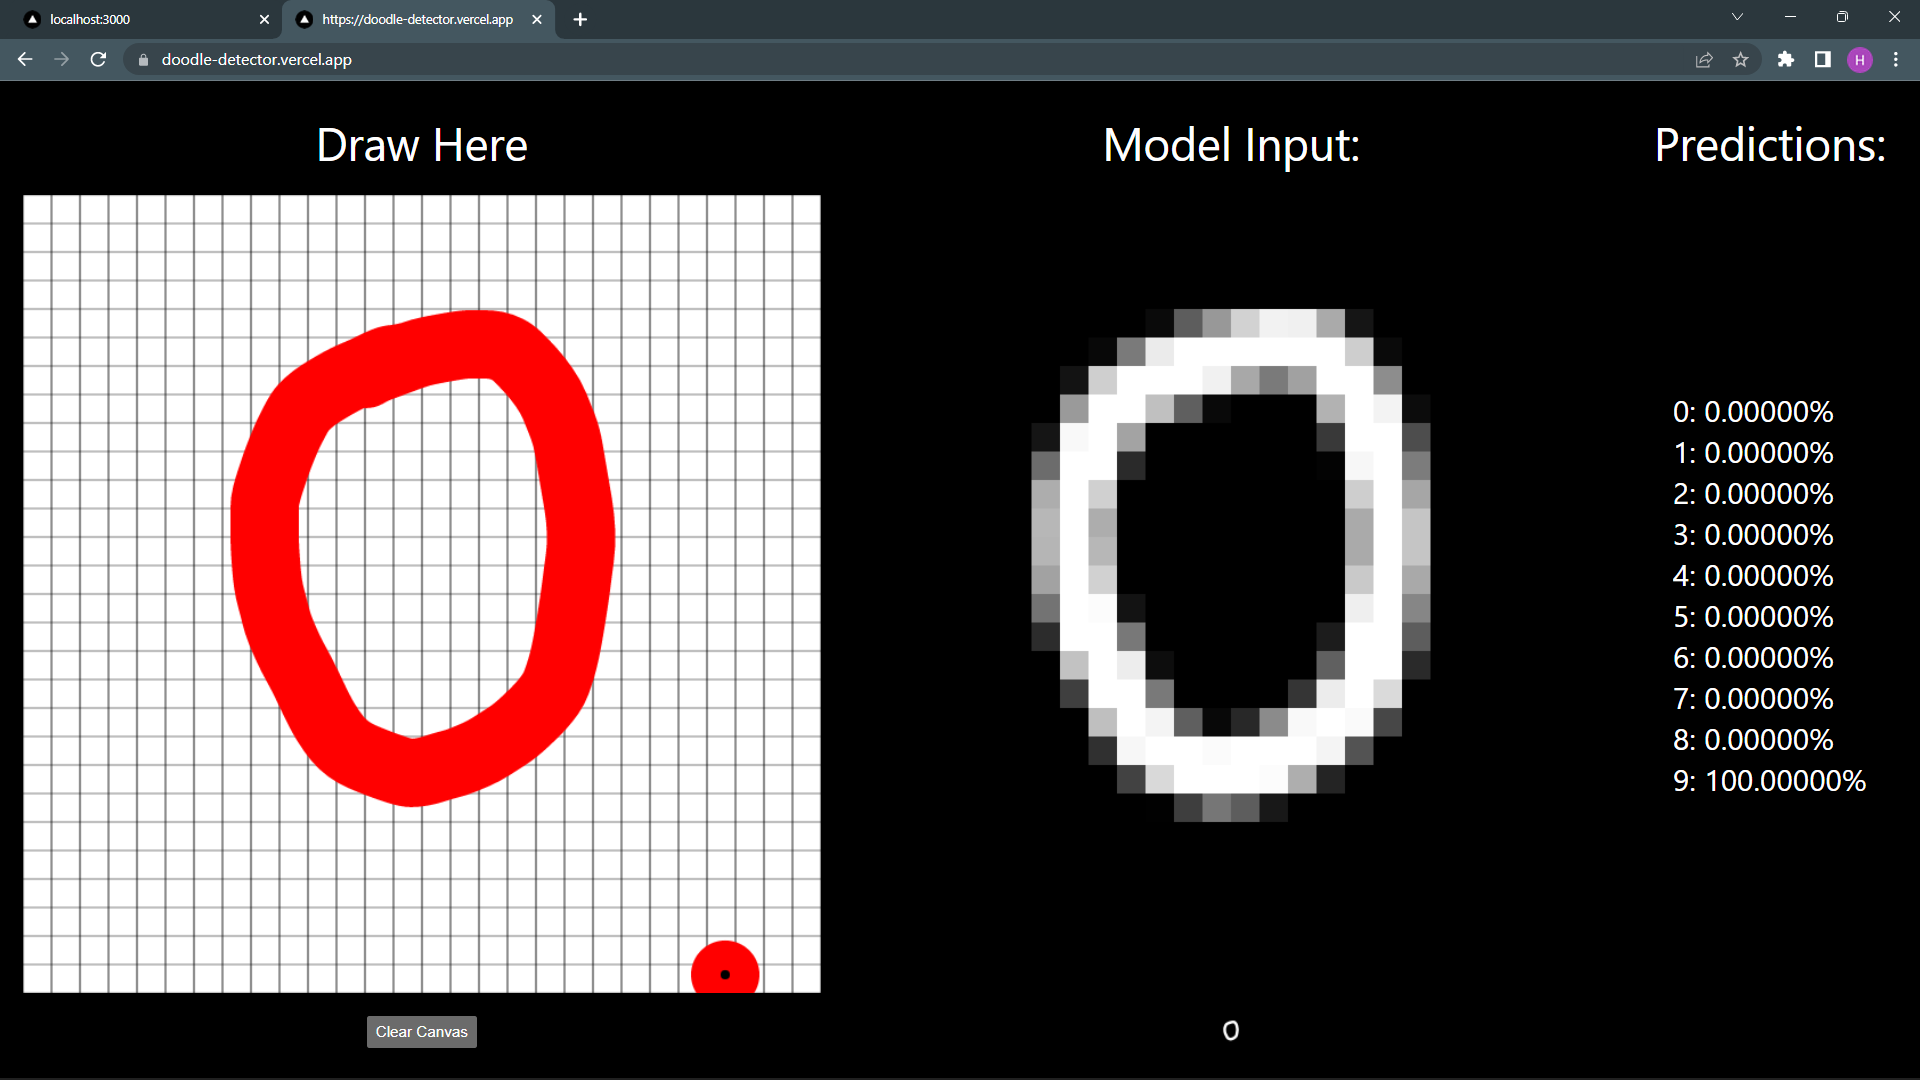 localhost:3000
https://doodle-detector.vercel.app
doodle-detector.vercel.app
H
Draw Here
Model Input:
Predictions:
0: 0.00000%
1: 0.00000%
2: 0.00000%
3: 0.00000%
4: 0.00000%
5: 0.00000%
6: 0.00000%
7: 0.00000%
8: 0.00000%
9: 100.00000%
Clear Canvas
0